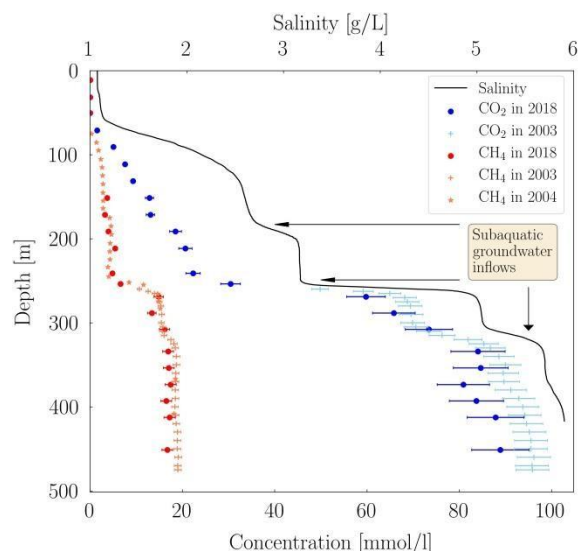 Salinity [g/L]
1 2 3 4 5 6
0
100
200
300
400
500
Depth [m]
Salinity
CO₂ in 2018
CO₂ in 2003
CH₄ in 2018
CH₄ in 2003
CH₄ in 2004
Subaquatic
groundwater
inflows
0 20 40 60 80 100
Concentration [mmol/l]